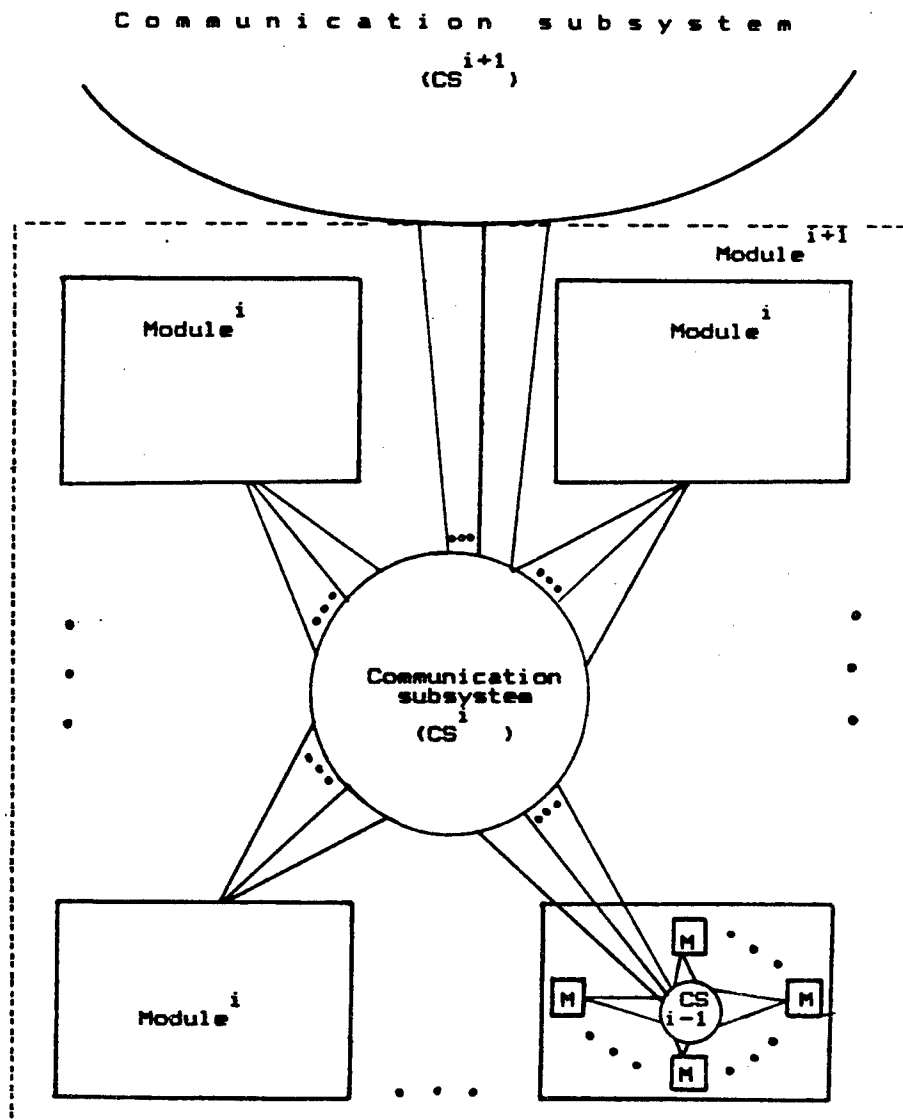 Communication subsystem
(CS^{i+1})
Module^{i+1}
Module^i
Module^i
Communication
subsystem
(CS^i)
Module^i
M
M
CS
i-1
M
M